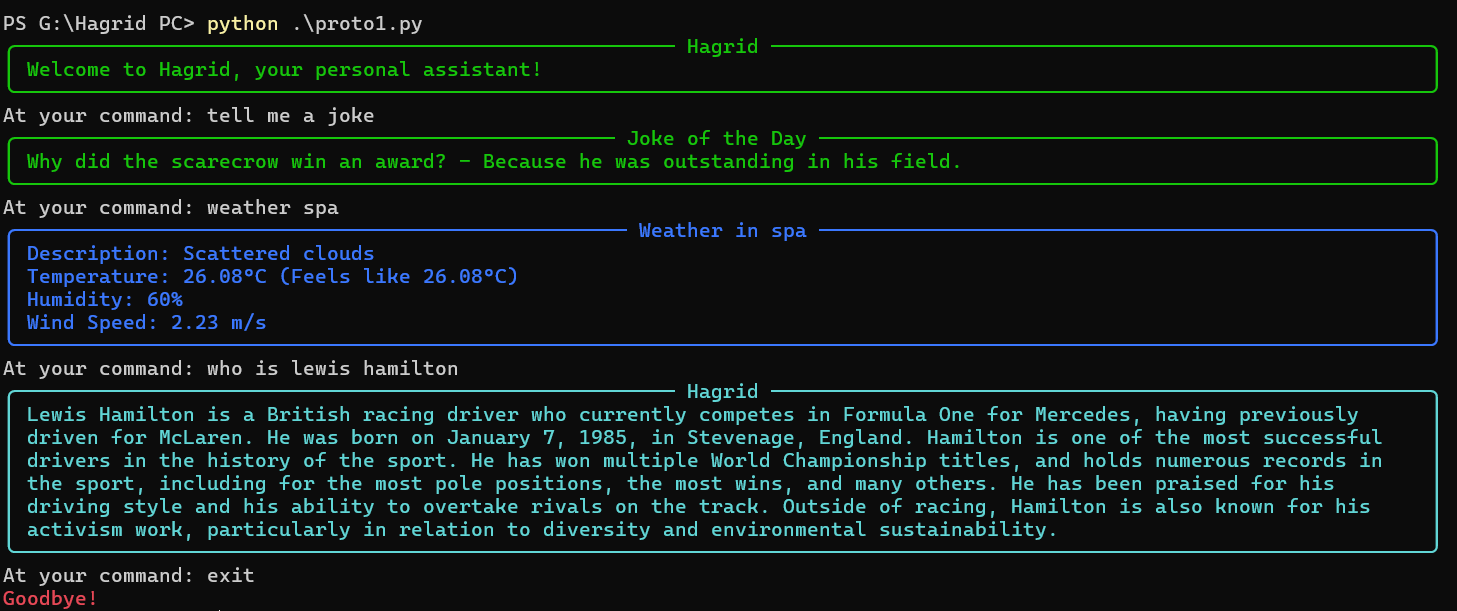 PS G:\Hagrid PC> python .\proto1.py
Hagrid
Welcome to Hagrid, your personal assistant!
At your command: tell me a joke
Joke of the Day
Why did the scarecrow win an award? - Because he was outstanding in his field.
At your command: weather spa
Weather in spa
Description: Scattered clouds
Temperature: 26.08°C (Feels like 26.08°C)
Humidity: 60%
Wind Speed: 2.23 m/s
At your command: who is lewis hamilton
Hagrid
Lewis Hamilton is a British racing driver who currently competes in Formula One for Mercedes, having previously
driven for McLaren. He was born on January 7, 1985, in Stevenage, England. Hamilton is one of the most successful
drivers in the history of the sport. He has won multiple World Championship titles, and holds numerous records in
the sport, including for the most pole positions, the most wins, and many others. He has been praised for his
driving style and his ability to overtake rivals on the track. Outside of racing, Hamilton is also known for his
activism work, particularly in relation to diversity and environmental sustainability.
At your command: exit
Goodbye!